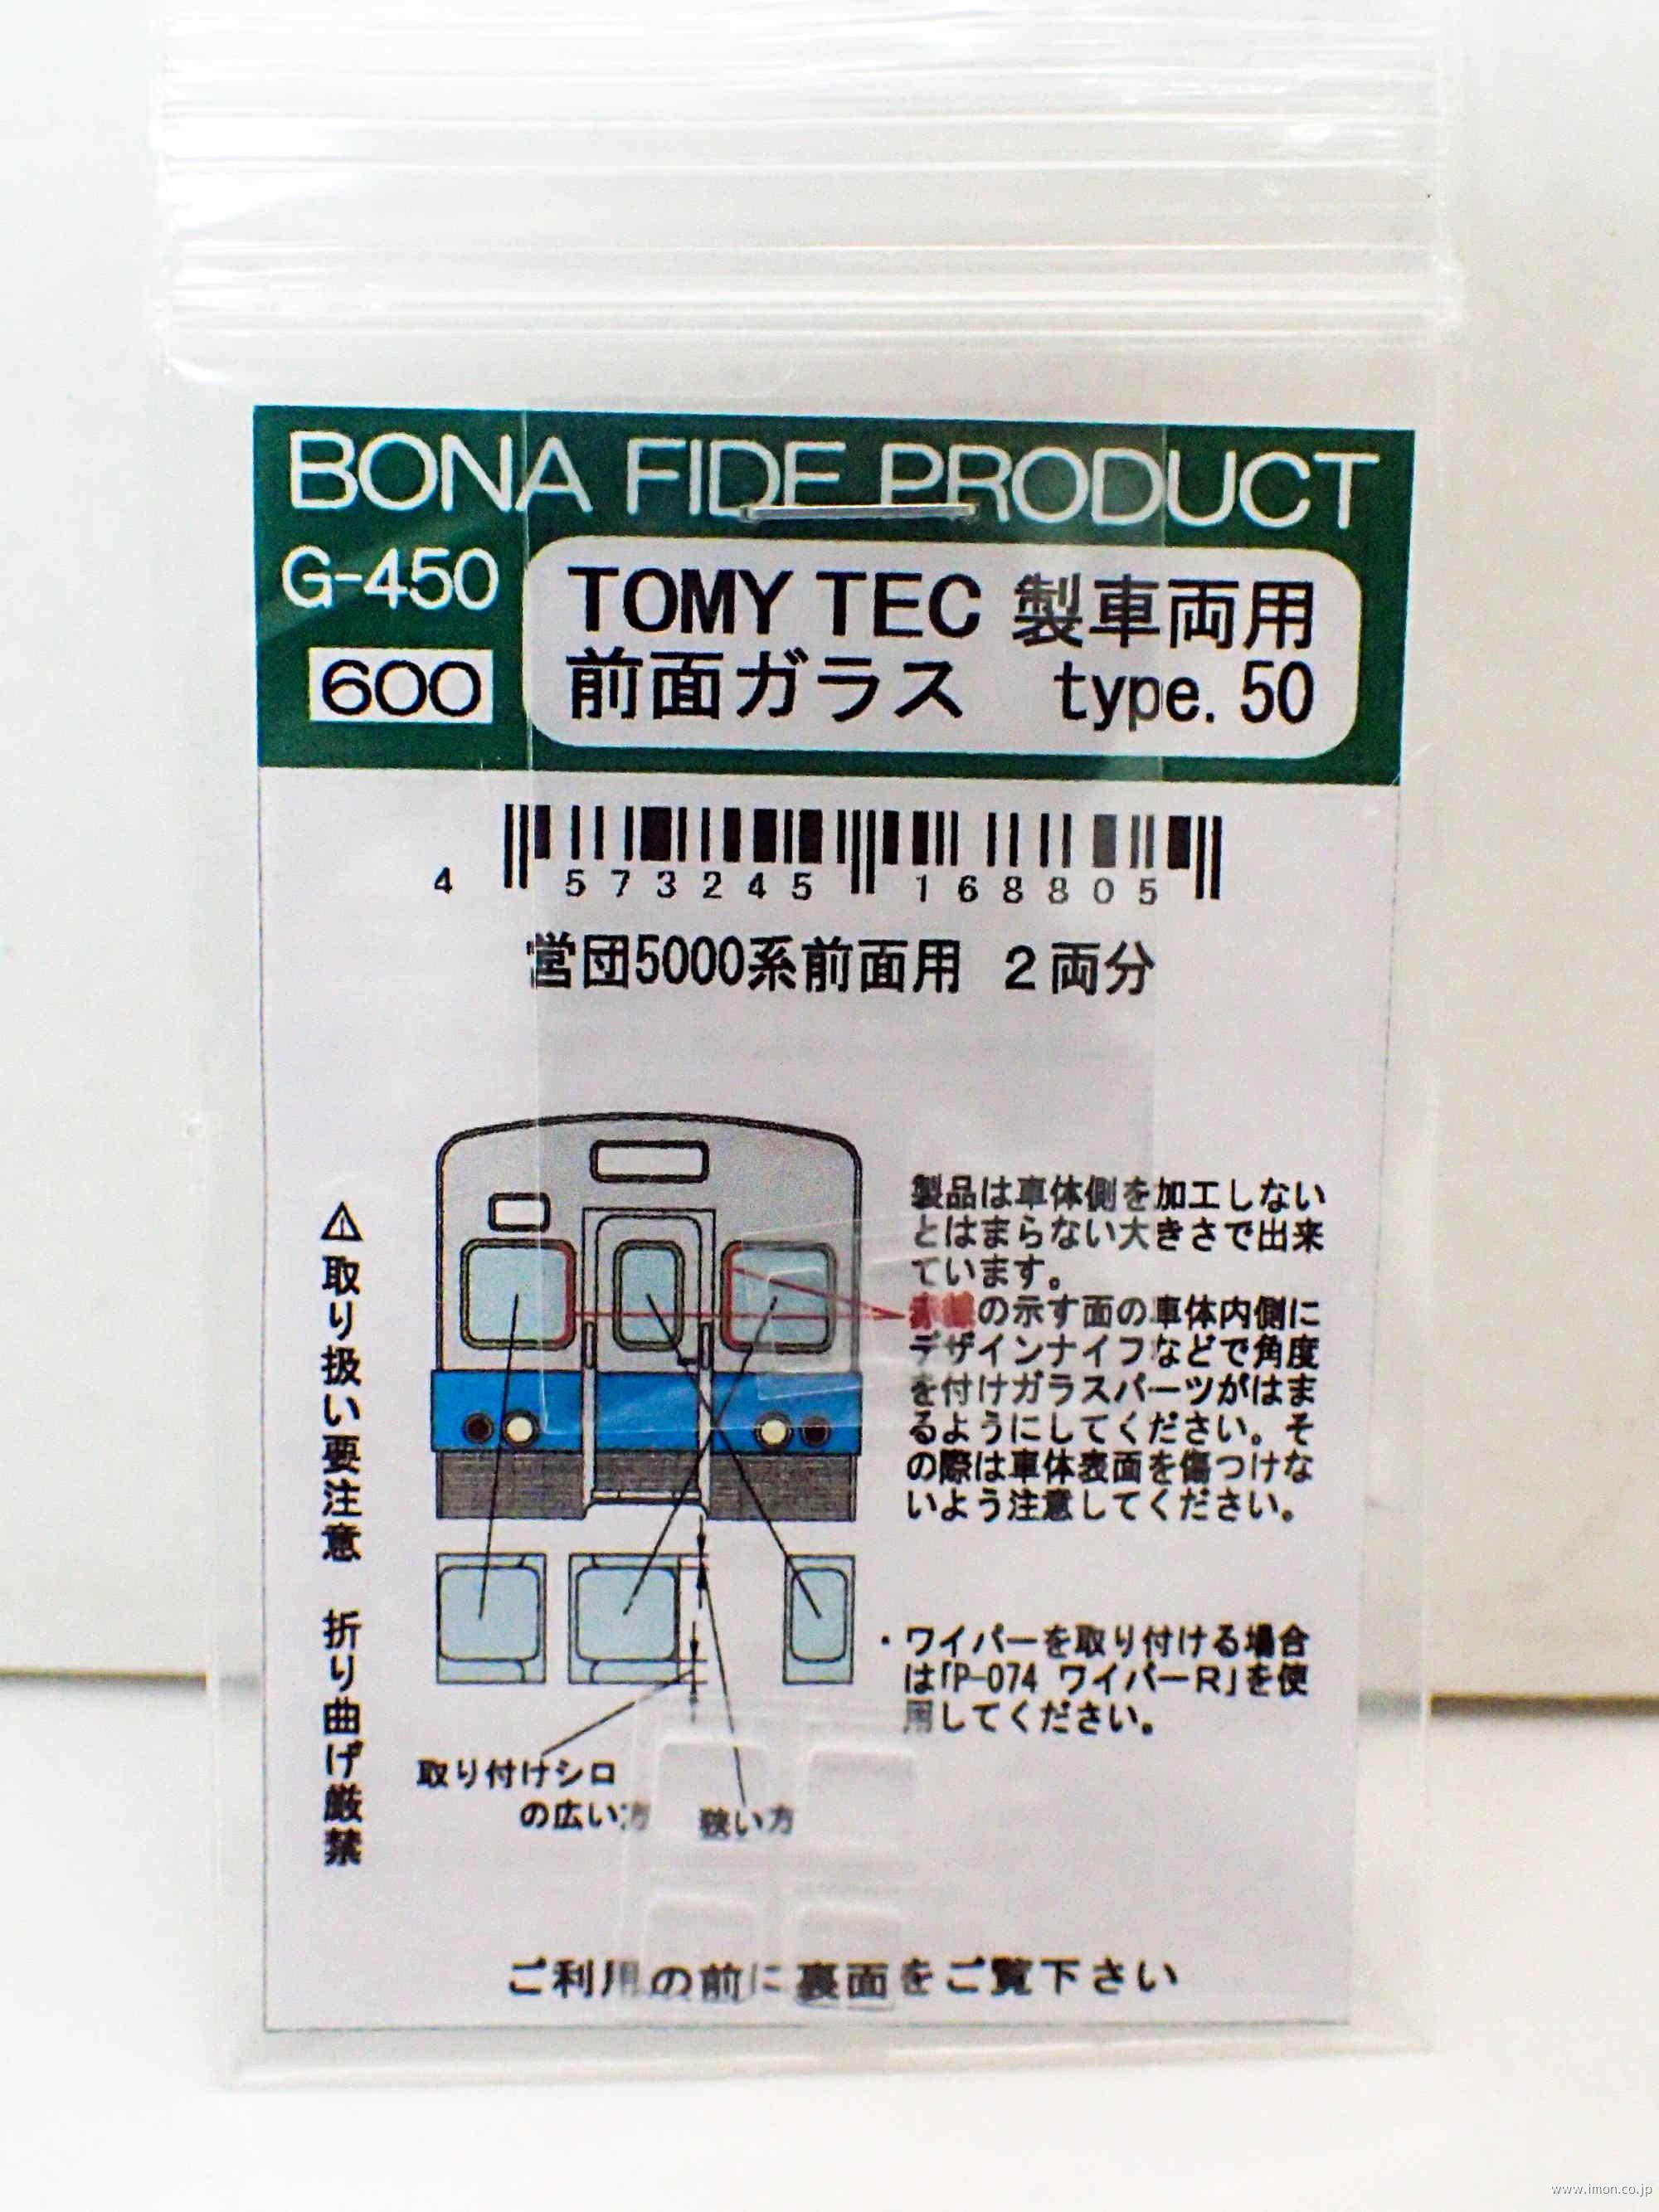 BONA FIDE PRODUCT
G-450
600
TOMY TEC 製車両用
前面ガラス type.50
4 573245 168805
営団5000系前面用 2両分
製品は車体側を加工しない
とはまらない大きさで出来
ています。
赤線の示す面の車体内側に
デザインナイフなどで角度
を付けガラスパーツがはま
るようにしてください。そ
の際は車体表面を傷つけな
いよう注意してください。
・ワイパーを取り付ける場合
は「P-074 ワイパーR」を使
用してください。
⚠取り扱い要注意 折り曲げ厳禁
取り付けシロ
の広い方
狭い方
ご利用の前に裏面をご覧下さい
www.imon.co.jp